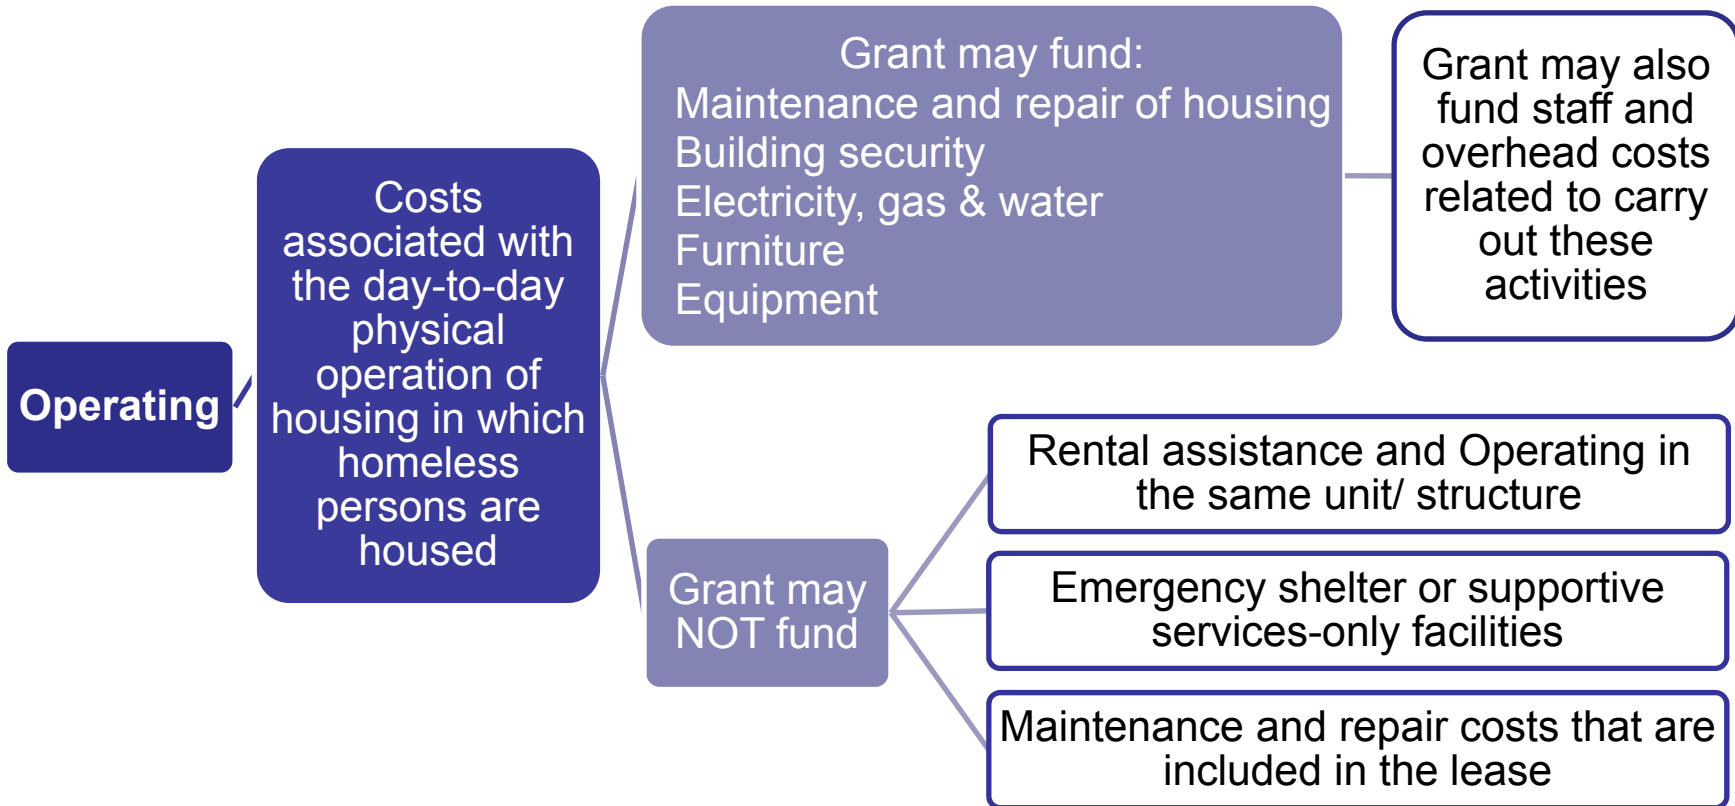 Operating
Costs
associated with
the day-to-day
physical
operation of
housing in which
homeless
persons are
housed
Grant may fund:
Maintenance and repair of housing
Building security
Electricity, gas & water
Furniture
Equipment
Grant may also
fund staff and
overhead costs
related to carry
out these
activities
Grant may
NOT fund
Rental assistance and Operating in
the same unit/ structure
Emergency shelter or supportive
services-only facilities
Maintenance and repair costs that are
included in the lease